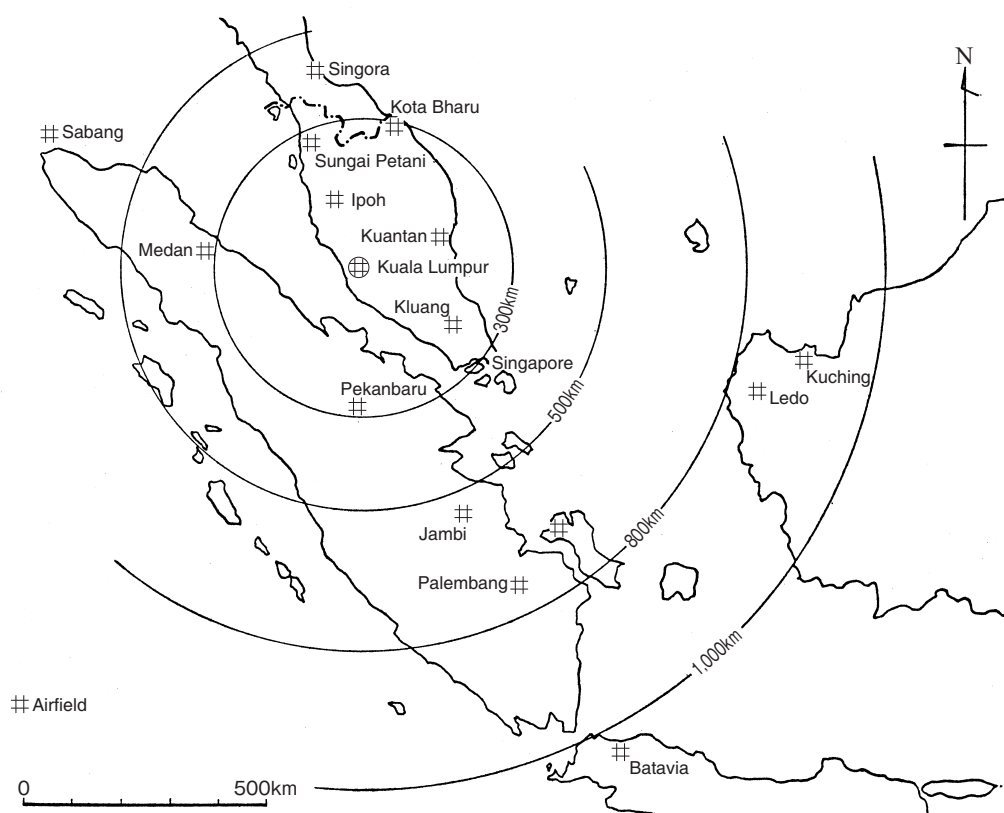 N
Singora
Kota Bharu
Sabang
Sungai Petani
Ipoh
Kuantan
Medan
Kuala Lumpur
300km
Kluang
Singapore
Pekanbaru
Kuching
Ledo
500km
Jambi
800km
Palembang
1,000km
Airfield
Batavia
0 500km